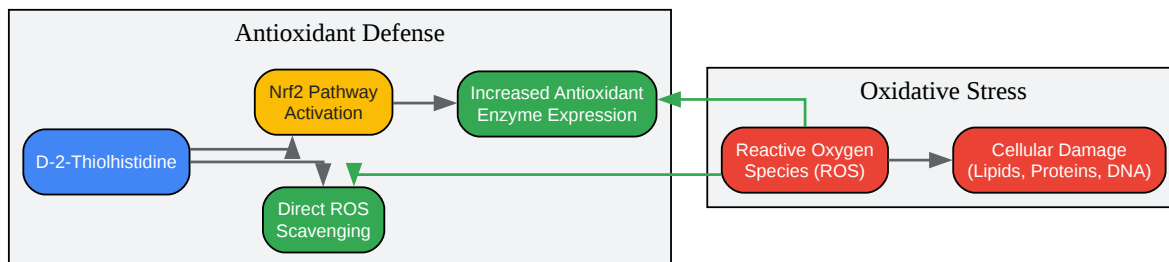 Antioxidant Defense
Nrf2 Pathway
Activation
Increased Antioxidant
Enzyme Expression
D-2-Thiolhistidine
Direct ROS
Scavenging
Oxidative Stress
Reactive Oxygen
Species (ROS)
Cellular Damage
(Lipids, Proteins, DNA)